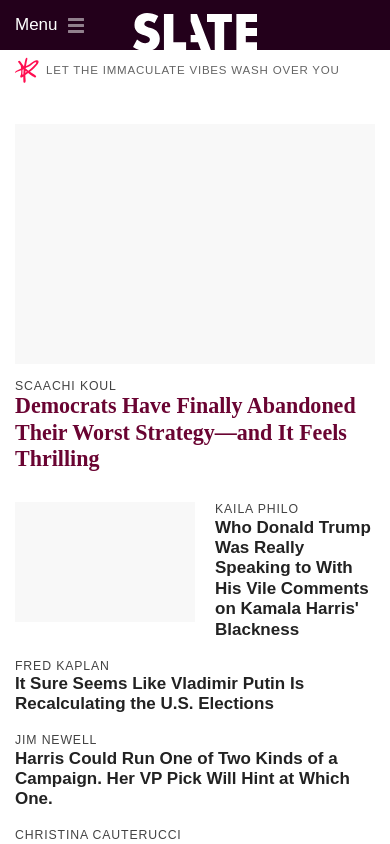 Menu
SLATE
LET THE IMMACULATE VIBES WASH OVER YOU
SCAACHI KOUL
Democrats Have Finally Abandoned
Their Worst Strategy—and It Feels
Thrilling
KAILA PHILO
Who Donald Trump
Was Really
Speaking to With
His Vile Comments
on Kamala Harris'
Blackness
FRED KAPLAN
It Sure Seems Like Vladimir Putin Is
Recalculating the U.S. Elections
JIM NEWELL
Harris Could Run One of Two Kinds of a
Campaign. Her VP Pick Will Hint at Which
One.
CHRISTINA CAUTERUCCI